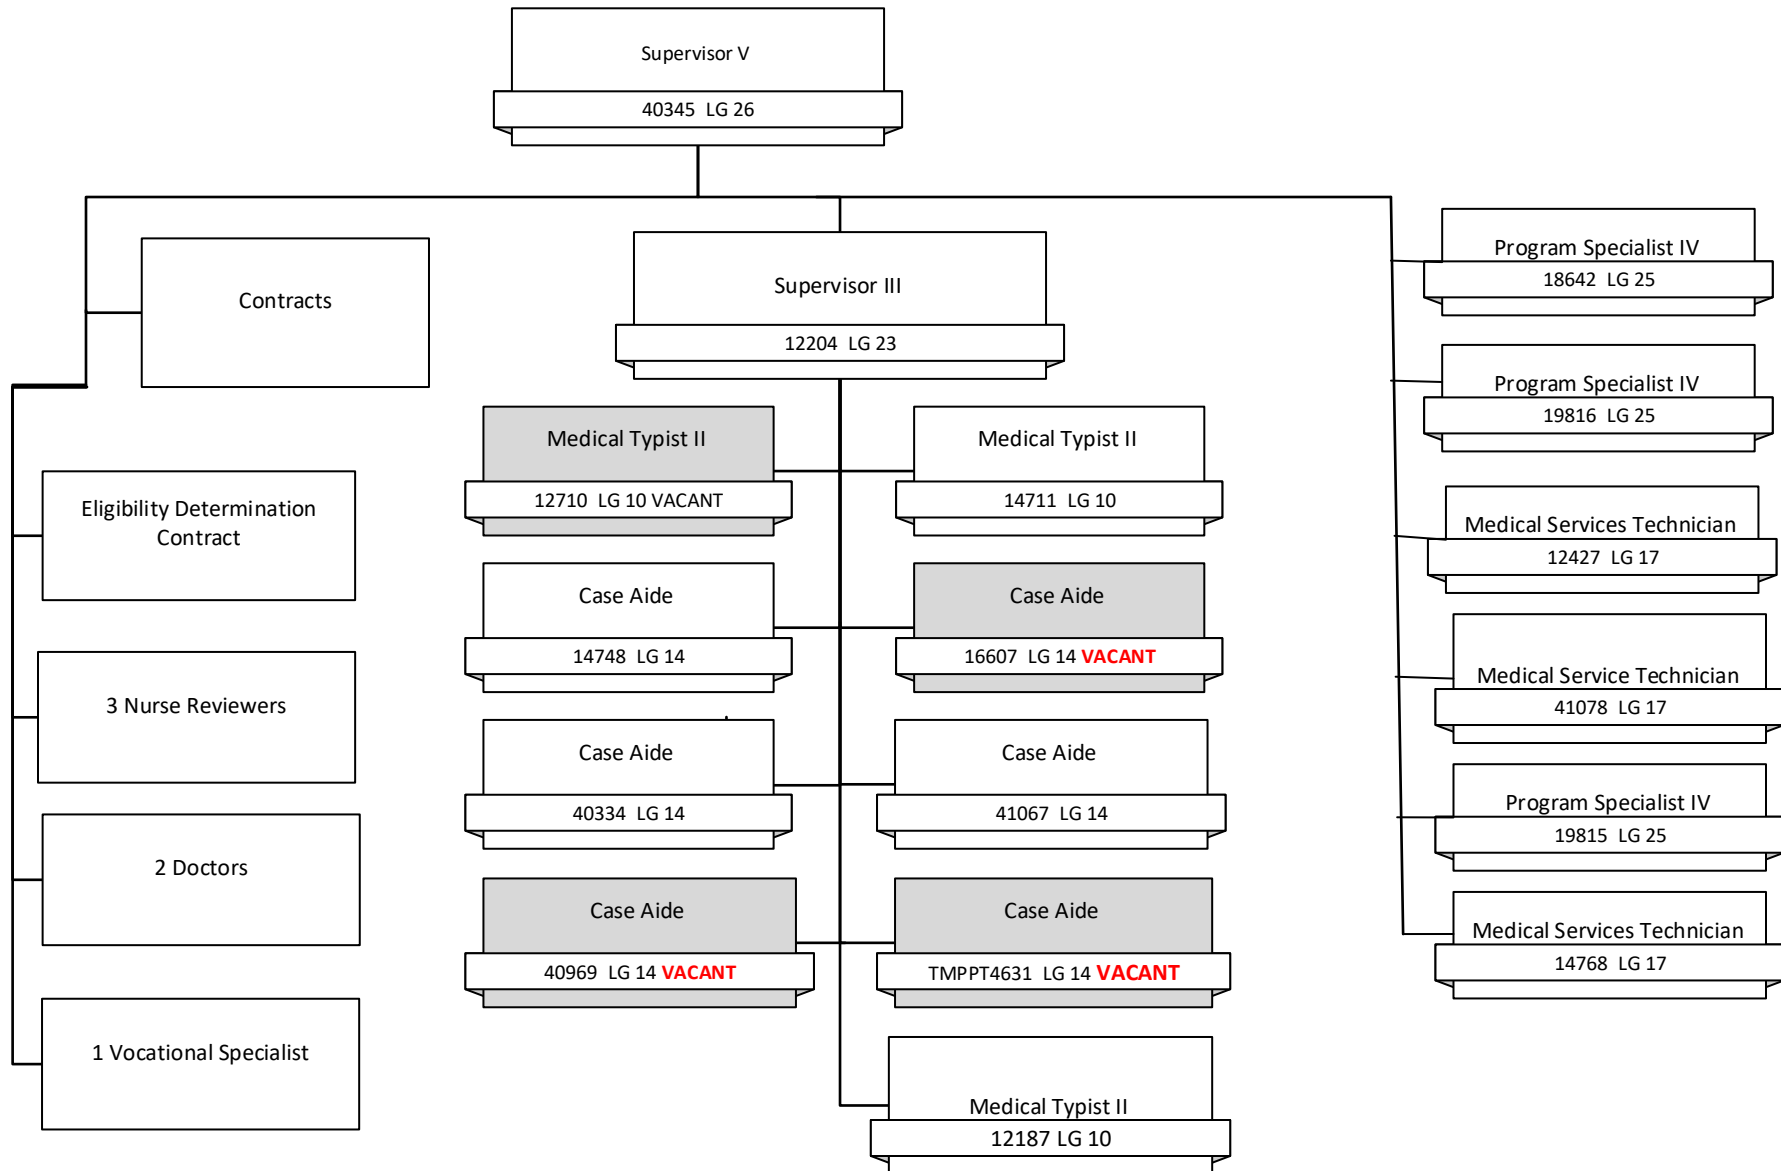 Supervisor V
40345 LG 26
Contracts
Eligibility Determination
Contract
3 Nurse Reviewers
2 Doctors
1 Vocational Specialist
Supervisor III
12204 LG 23
Medical Typist II
12710 LG 10 VACANT
Medical Typist II
14711 LG 10
Case Aide
14748 LG 14
Case Aide
16607 LG 14 VACANT
Case Aide
40334 LG 14
Case Aide
41067 LG 14
Case Aide
40969 LG 14 VACANT
Case Aide
TMPPT4631 LG 14 VACANT
Medical Typist II
12187 LG 10
Program Specialist IV
18642 LG 25
Program Specialist IV
19816 LG 25
Medical Services Technician
12427 LG 17
Medical Service Technician
41078 LG 17
Program Specialist IV
19815 LG 25
Medical Services Technician
14768 LG 17